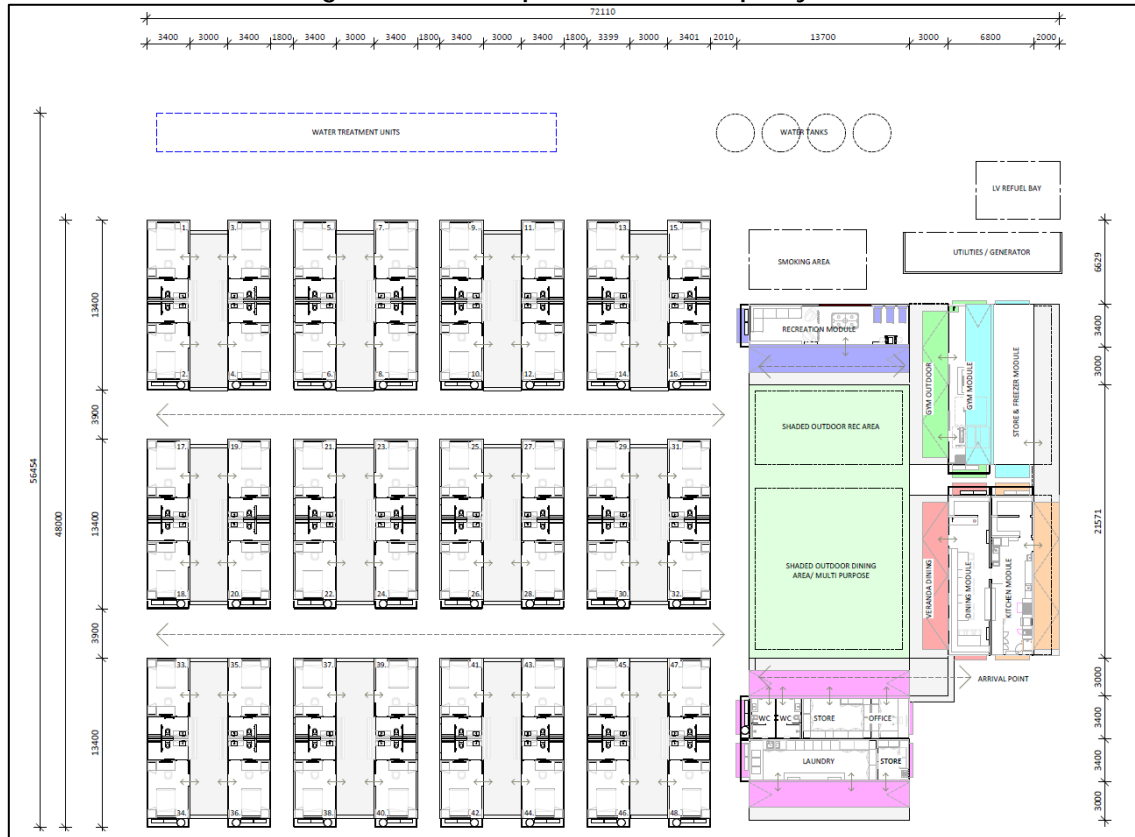 72110
3400 3000 3400 1800 3400 3000 3400 1800 3400 3000 3400 1800 3399 3000 3401 2010 13700 3000 6800 2000
WATER TREATMENT UNITS
WATER TANKS
LV REFUEL BAY
UTILITIES / GENERATOR
SMOKING AREA
1. 3. 5. 7. 9. 11. 13. 15.
RECREATION MODULE
2. 4. 6. 8. 10. 12. 14. 16.
GYM OUTDOOR
GYM MODULE
STORE & FREEZER MODULE
SHADED OUTDOOR REC AREA
17. 19. 21. 23. 25. 27. 29. 31.
SHADED OUTDOOR DINING
AREA/ MULTI PURPOSE
VERANDA DINING
DINING MODULE
KITCHEN MODULE
18. 20. 22. 24. 26. 28. 30. 32.
33. 35. 37. 39. 41. 43. 45. 47.
ARRIVAL POINT
WC WC STORE OFFICE
LAUNDRY STORE
34. 36. 38. 40. 42. 44. 46. 48.
56454
48000
13400
3900
13400
3900
13400
6629
3400
3000
21571
3000
3400
3400
3000